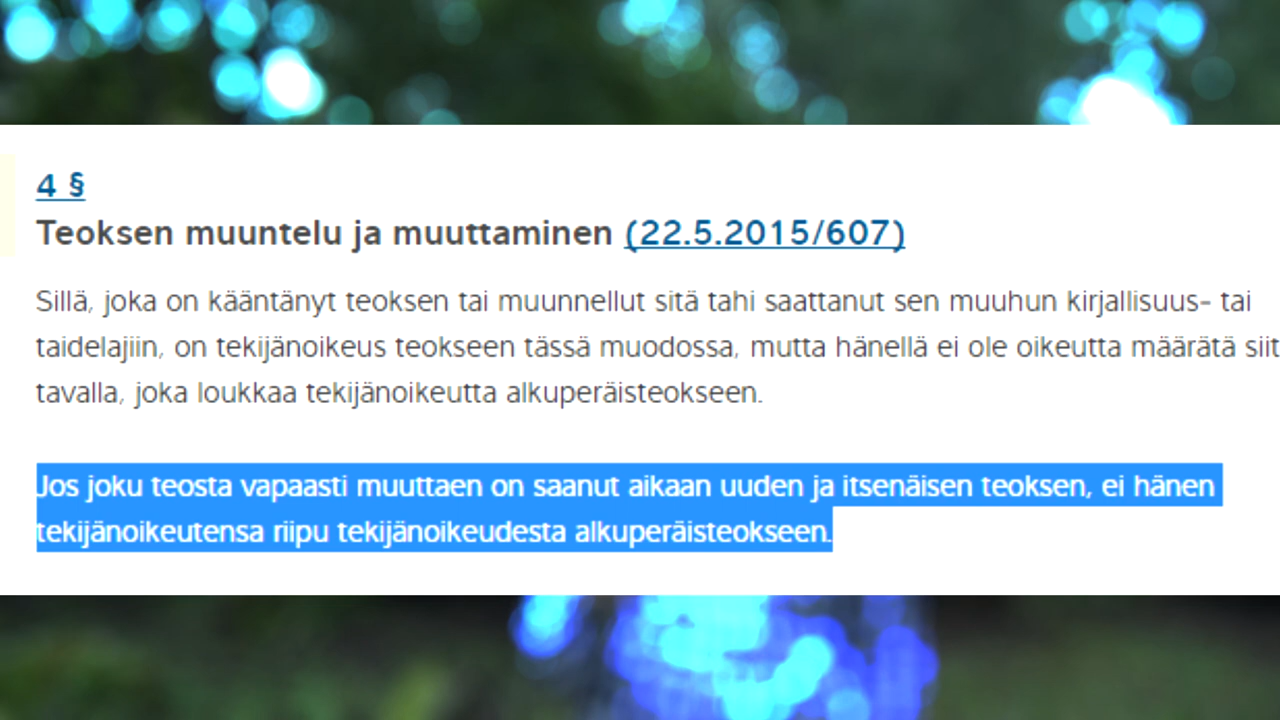 4 §
Teoksen muuntelu ja muuttaminen (22.5.2015/607)
Sillä, joka on kääntänyt teoksen tai muunnellut sitä tahi saattanut sen muuhun kirjallisuus- tai
taidelajiin, on tekijänoikeus teokseen tässä muodossa, mutta hänellä ei ole oikeutta määrätä siit
tavalla, joka loukkaa tekijänoikeutta alkuperäisteokseen.
Jos joku teosta vapaasti muuttaen on saanut aikaan uuden ja itsenäisen teoksen, ei hänen
tekijänoikeutensa riipu tekijänoikeudesta alkuperäisteokseen.